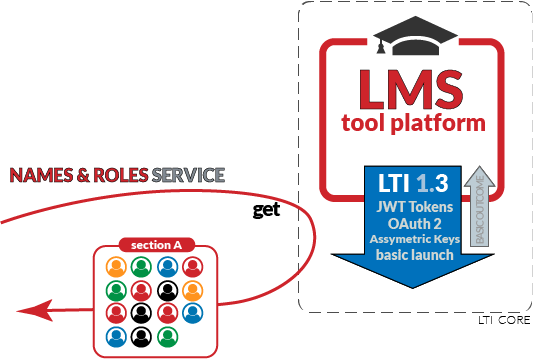 LMS
tool platform
NAMES & ROLES SERVICE
LTI 1.3
JWT Tokens
OAuth 2
Assymetric Keys
basic launch
BASIC OUTCOME
get
section A
LTI CORE